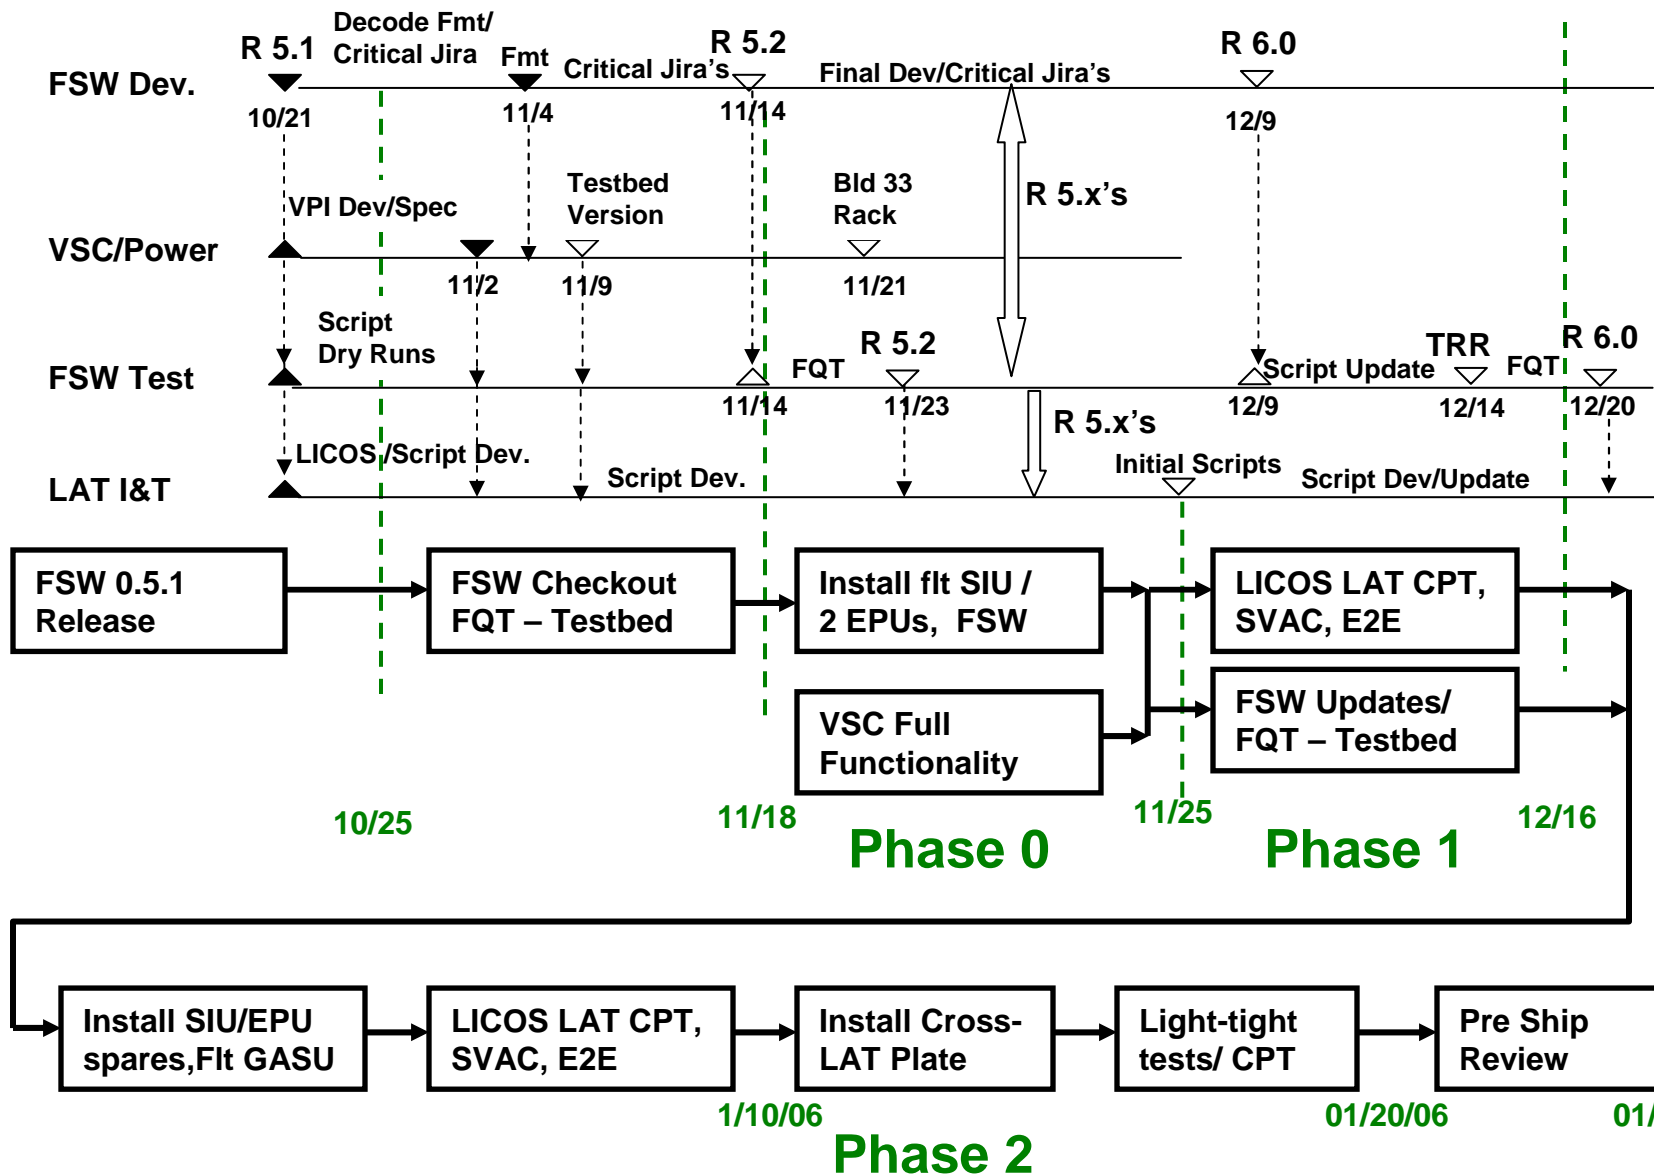 Decode Fmt/
Critical Jira
R 5.1
Fmt
Critical Jira's
R 5.2
Final Dev/Critical Jira's
R 6.0
FSW Dev.
10/21
11/4
11/14
12/9
VPI Dev/Spec
Testbed
Version
Bld 33
Rack
R 5.x's
VSC/Power
11/2
11/9
11/21
Script
Dry Runs
FQT
R 5.2
Script Update
TRR
FQT
R 6.0
FSW Test
11/14
11/23
12/9
12/14
12/20
R 5.x's
LICOS /Script Dev.
Script Dev.
Initial Scripts
Script Dev/Update
LAT I&T
FSW 0.5.1
Release
FSW Checkout
FQT – Testbed
Install flt SIU /
2 EPUs, FSW
LICOS LAT CPT,
SVAC, E2E
VSC Full
Functionality
FSW Updates/
FQT – Testbed
10/25
11/18
11/25
12/16
Phase 0
Phase 1
Install SIU/EPU
spares,Flt GASU
LICOS LAT CPT,
SVAC, E2E
Install Cross-
LAT Plate
Light-tight
tests/ CPT
Pre Ship
Review
1/10/06
01/20/06
01/
Phase 2